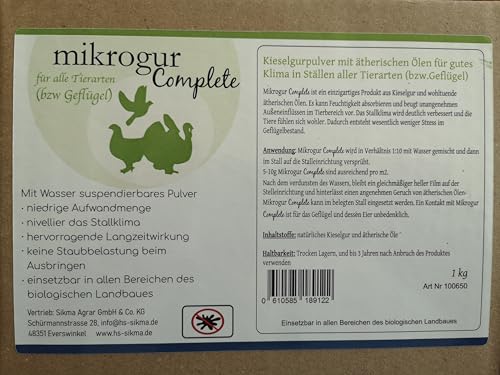 mikrogur
Complete
für alle Tierarten
(bzw Geflügel)
Mit Wasser suspendierbares Pulver
· niedrige Aufwandmenge
· nivellier das Stallklima
· hervorragende Langzeitwirkung
· keine Staubbelastung beim
Ausbringen
· einsetzbar in allen Bereichen des
biologischen Landbaues
Vertrieb: Sikma Agrar GmbH & Co. KG
Schürmannstrasse 28, info@hs-sikma.de
48351 Everswinkel www.hs-sikma.de
Kieselgurpulver mit ätherischen Ölen für gutes
Klima in Ställen aller Tierarten (bzw.Geflügel)
Mikrogur Complete ist ein einzigartiges Produkt aus Kieselgur und wohltuende
ätherischen Ölen. Es kann Feuchtigkeit absorbieren und beugt unangenehmen
Außeneinflüssen im Tierbereich vor. Das Stallklima wird deutlich verbessert und die
Tiere fühlen sich wohler. Dadurch entsteht wesentlich weniger Stress im
Geflügelbestand.
Anwendung: Mikrogur Complete wird in Verhältnis 1:10 mit Wasser gemischt und dann
im Stall auf die Stalleinrichtung versprüht.
5-10g Mikrogur Complete sind ausreichend pro m2.
Nach dem verdunsten des Wassers, bleibt ein gleichmäßiger heller Film auf der
Stelleinrichtung und hinterlässt einen angenehmen Geruch von ätherischen Ölen-
Mikrogur Complete kann im belegten Stall eingesetzt werden. Ein Kontakt mit Mikrogur
Complete ist für das Geflügel und dessen Eier unbedenklich.
Inhaltsstoffe: natürliches Kieselgur und ätherische Öle
Haltbarkeit: Trocken Lagern, und bis 3 Jahren nach Anbruch des Produktes
verwenden
1 kg
Art Nr 100650
0 610585 189122
Einsetzbar in allen Bereichen des biologischen Landbaues